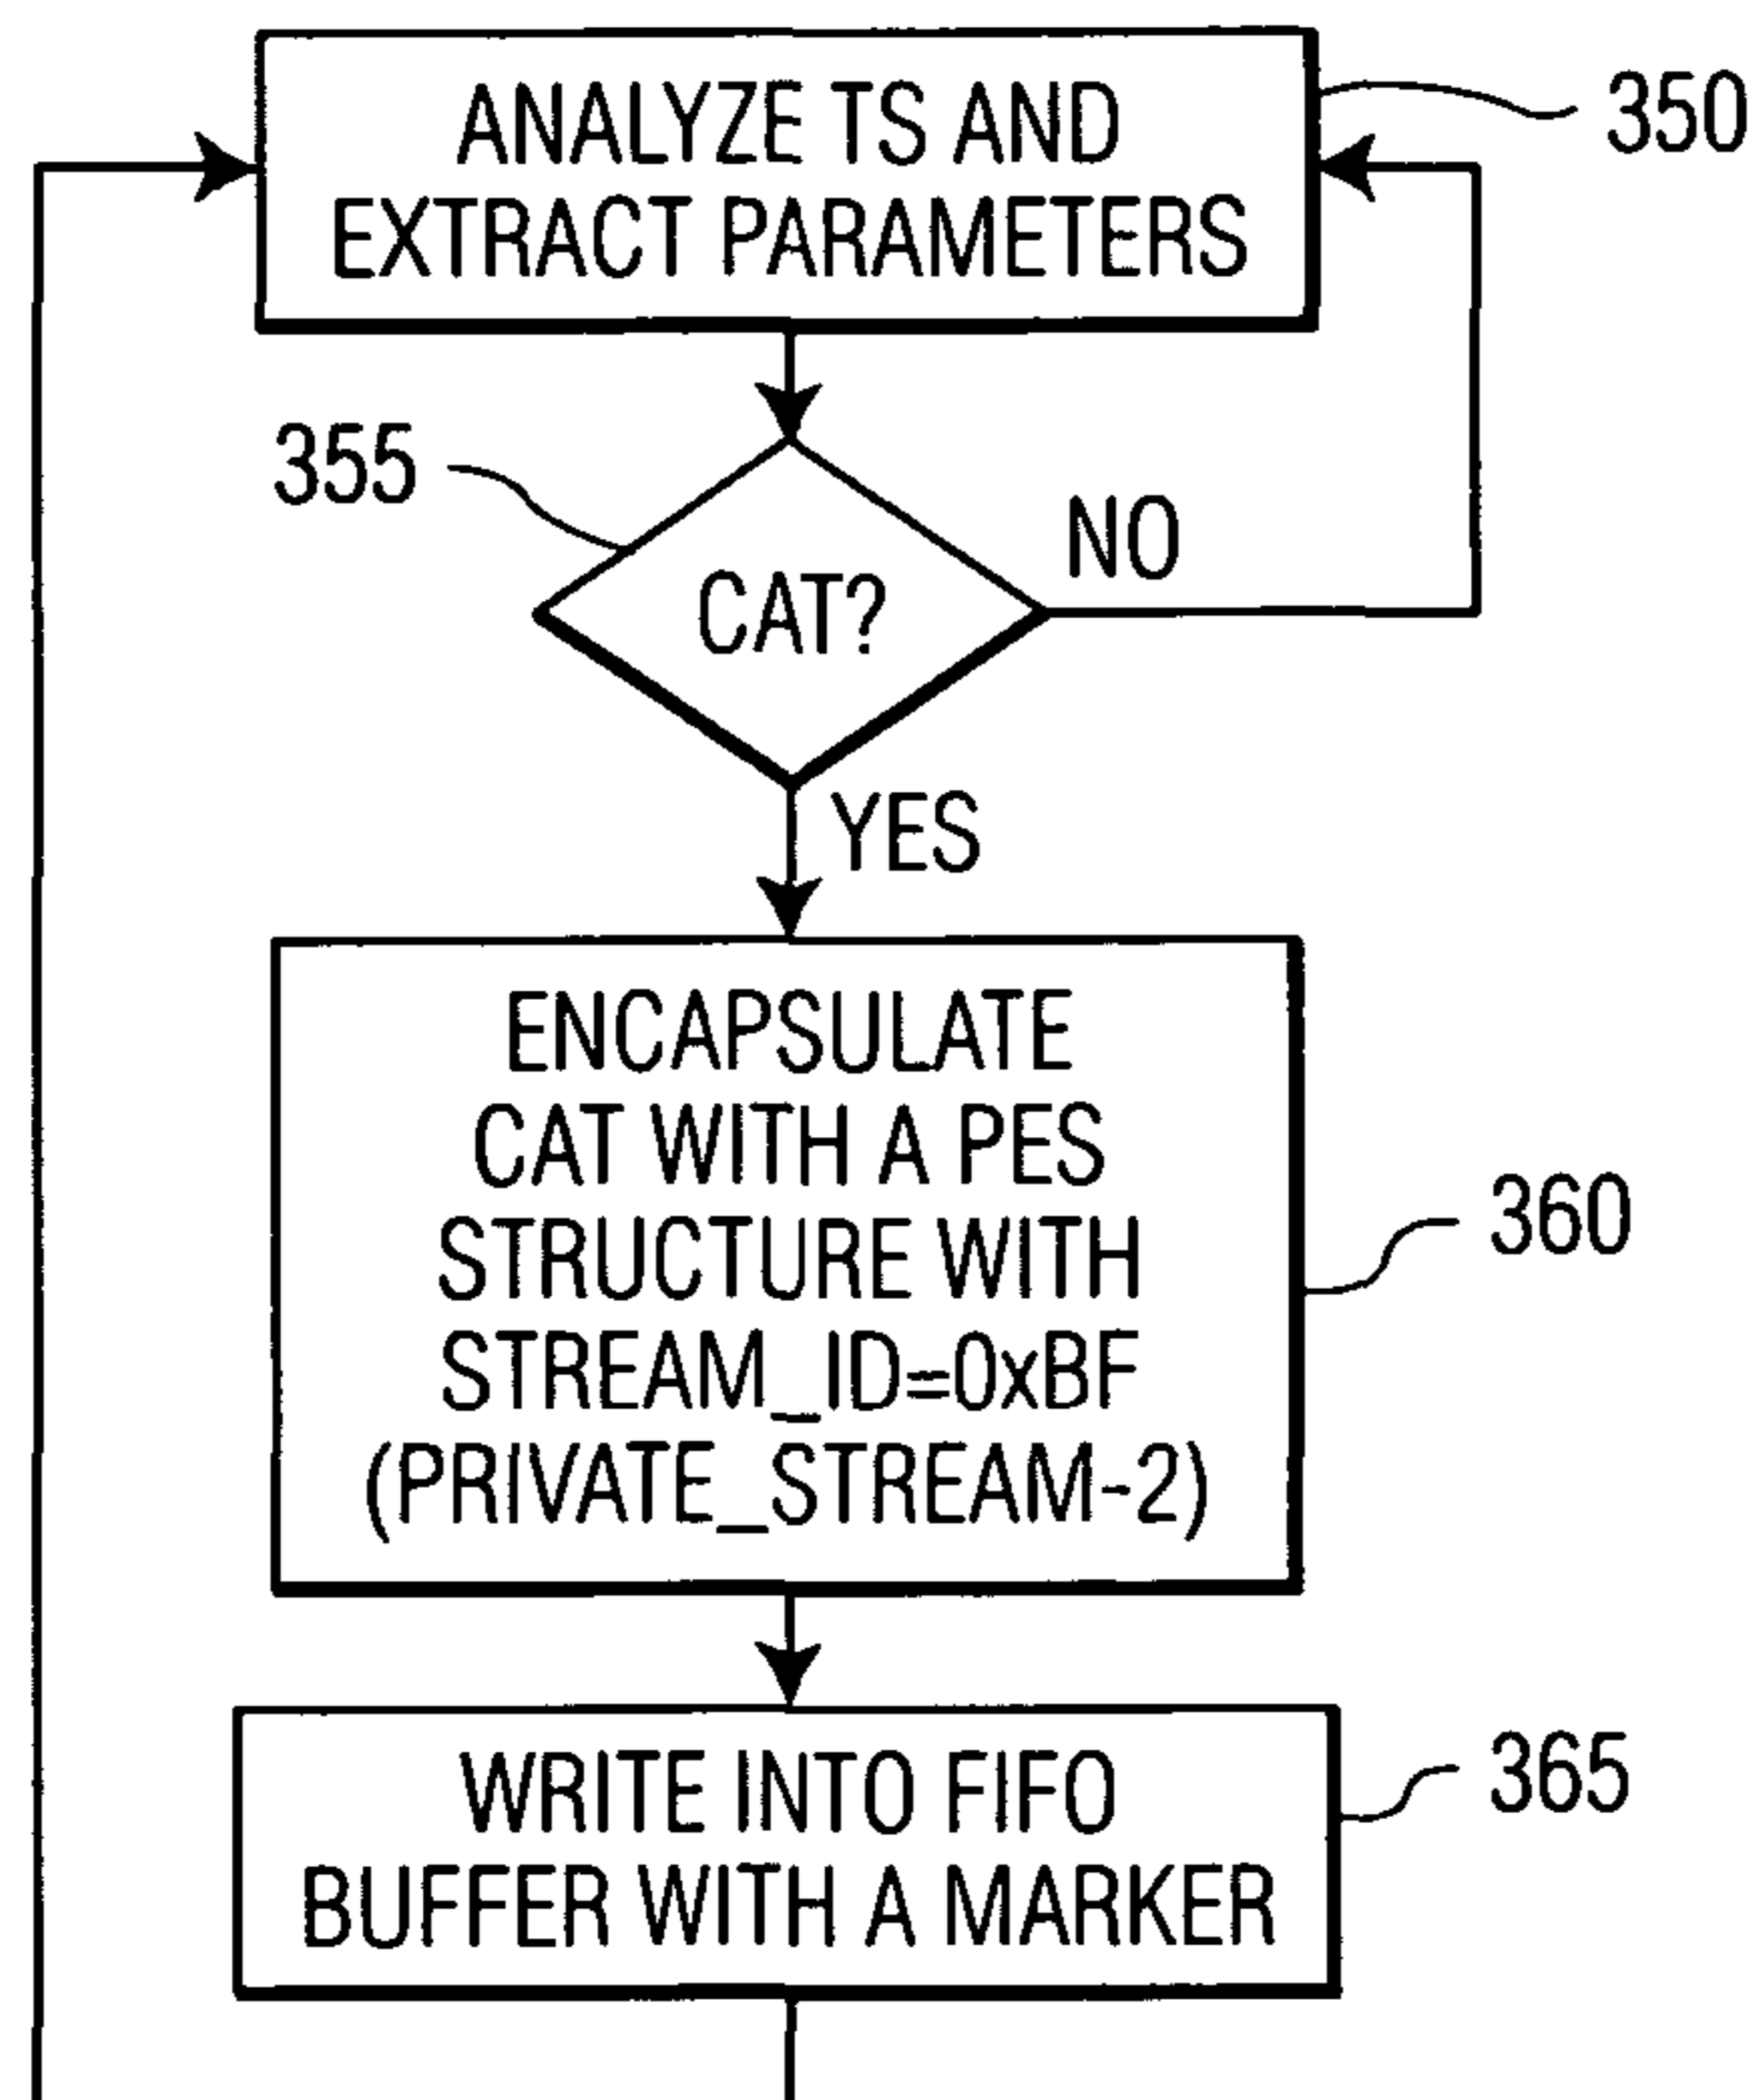 ANALYZE TS AND
EXTRACT PARAMETERS
350
355
CAT?
NO
YES
ENCAPSULATE
CAT WITH A PES
STRUCTURE WITH
STREAM_ID=0xBF
(PRIVATE_STREAM-2)
360
WRITE INTO FIFO
BUFFER WITH A MARKER
365